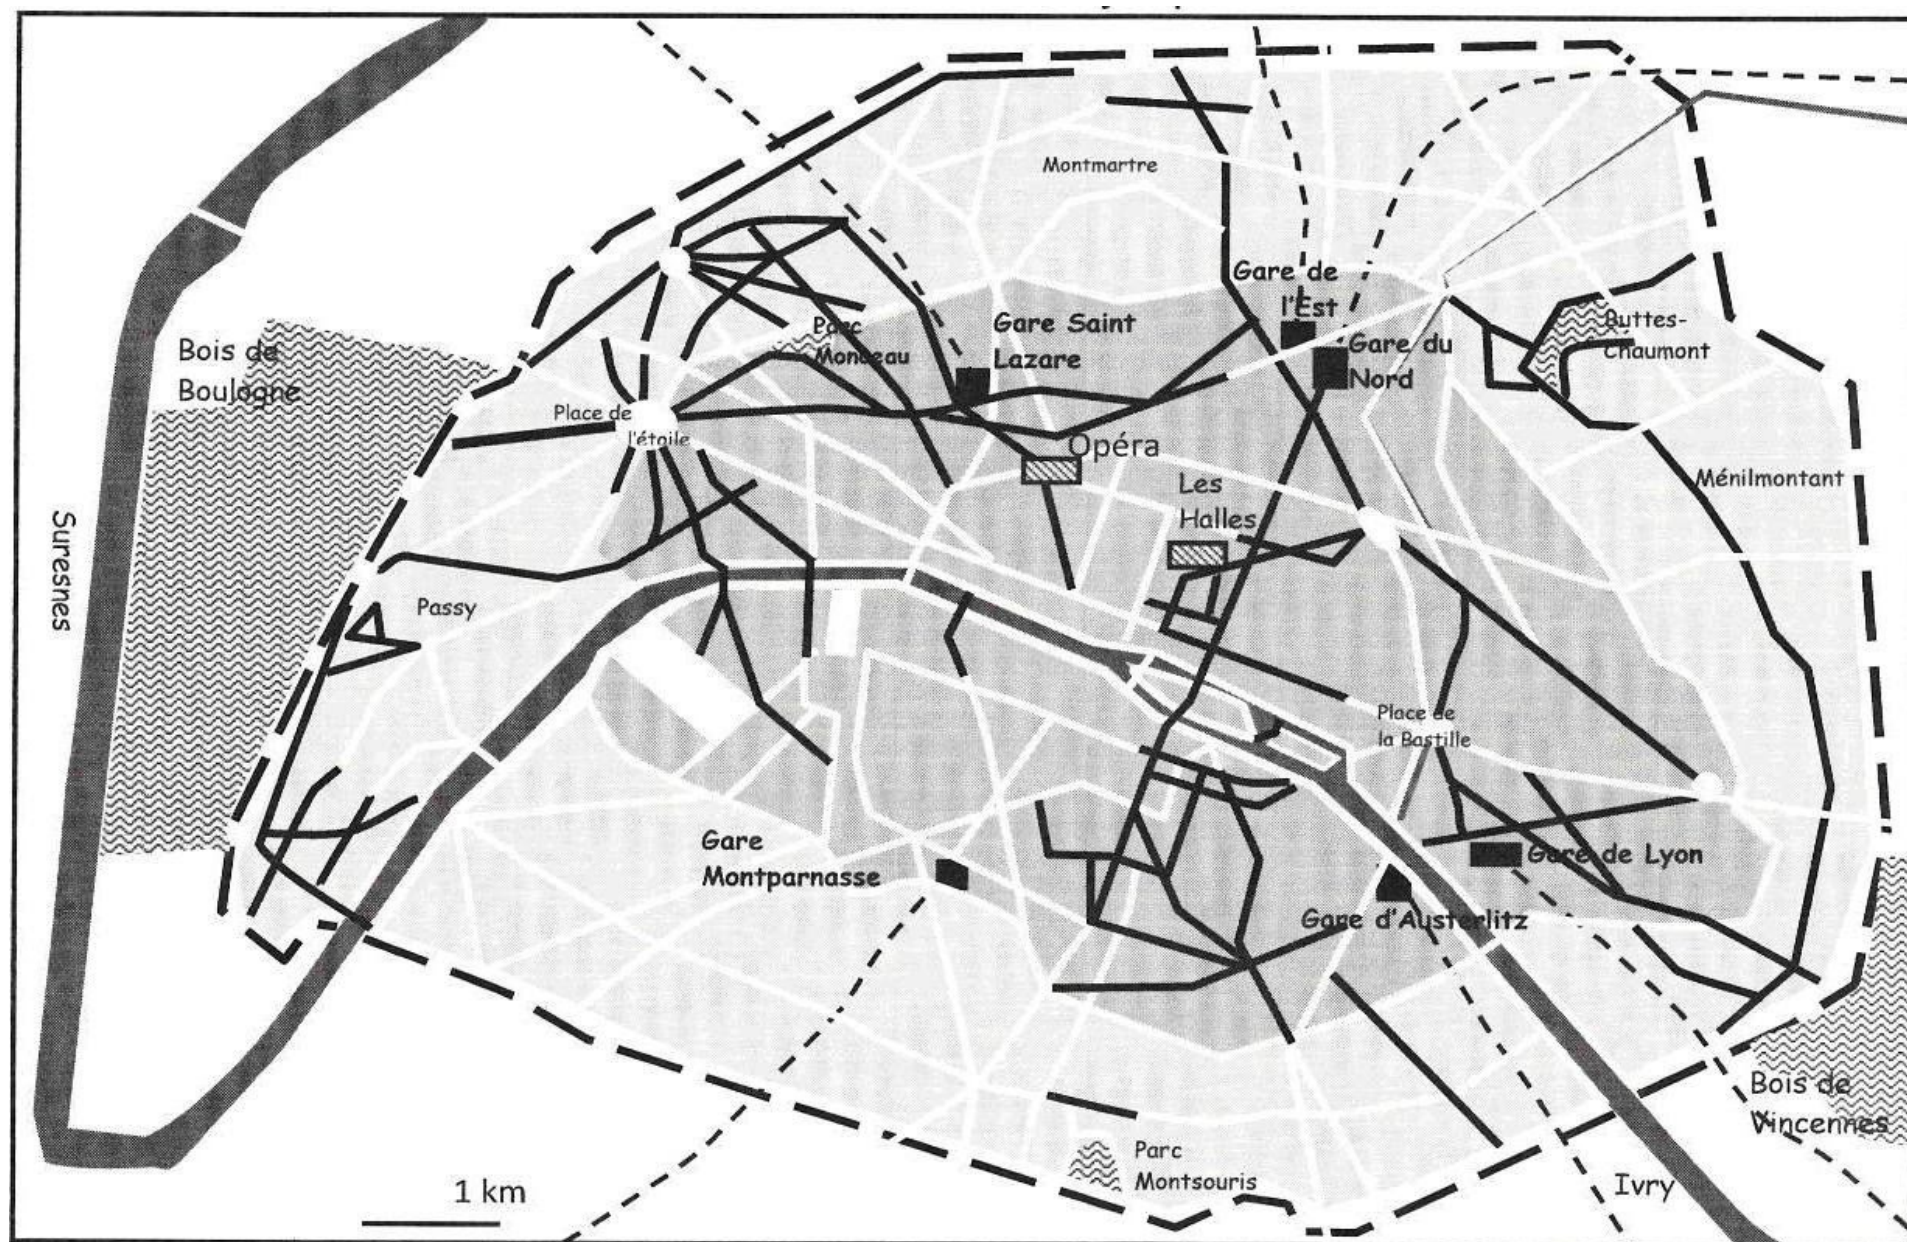 Montmartre
Gare de
l'Est
Gare Saint
Lazare
Gare du
Nord
Parc
Monceau
Buttes-
Chaumont
Bois de
Boulogne
Place de
l'étoile
Opéra
Les
Halles
Ménilmontant
Suresnes
Passy
Place de
la Bastille
Gare
Montparnasse
Gare de Lyon
Gare d'Austerlitz
Bois de
Vincennes
Parc
Montsouris
Ivry
1 km